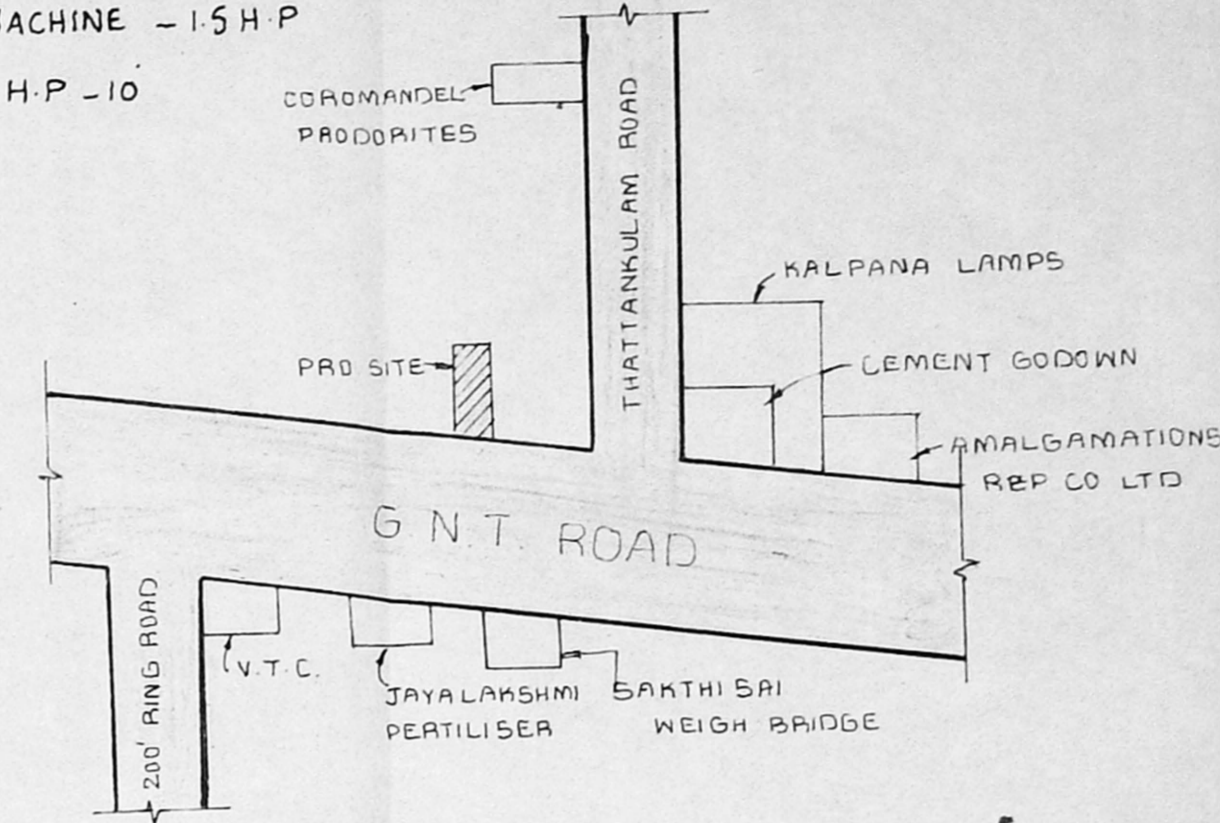 ACHINE - 1.5 H.P
H.P - 10
COROMANDEL
PRODORITES
THATTANKULAM ROAD
KALPANA LAMPS
PRO SITE
CEMENT GODOWN
AMALGAMATIONS
REP CO LTD
G.N.T. ROAD
200' RING ROAD
V.T.C.
JAYALAKSHMI
PERTILISER
SAKTHI SAI
WEIGH BRIDGE